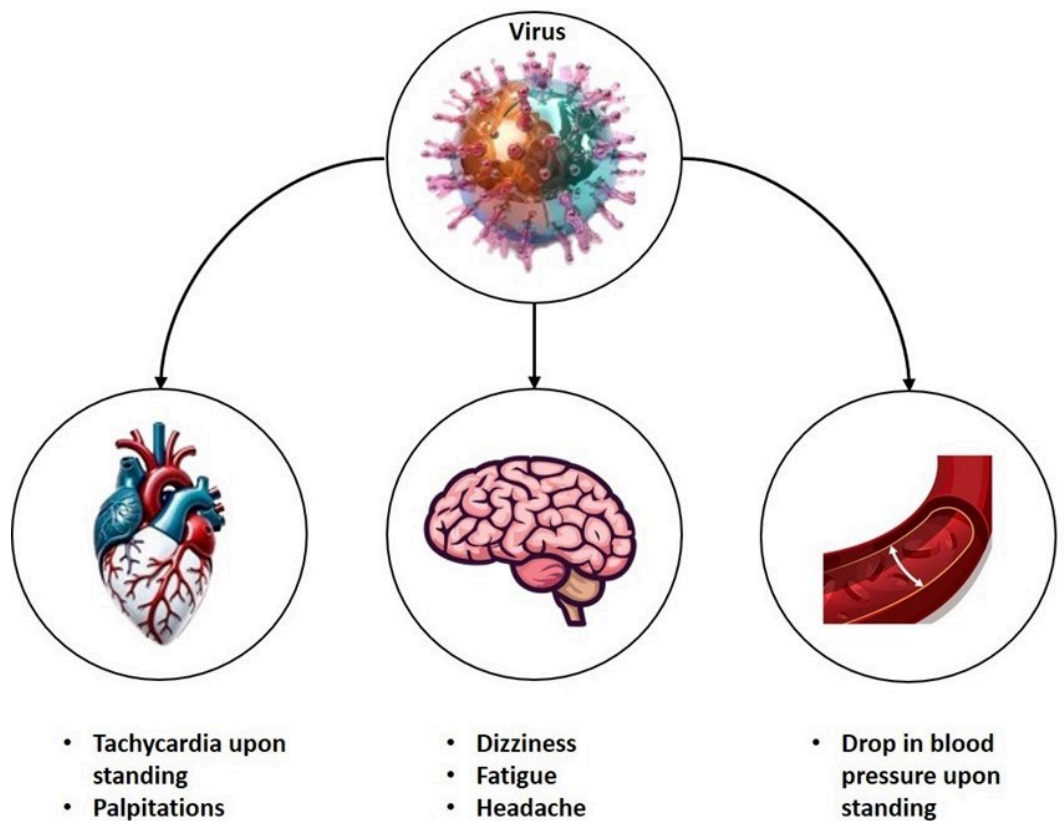 Virus
• Tachycardia upon
standing
• Palpitations
• Dizziness
• Fatigue
• Headache
• Drop in blood
pressure upon
standing